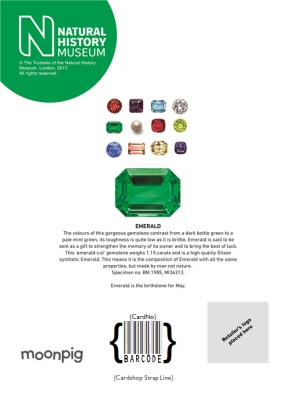 NATURAL
HISTORY
MUSEUM
© The Trustees of the Natural History
Museum, London, 2017.
All rights reserved.
EMERALD
The colours of this gorgeous gemstone contrast from a dark bottle green to a
pale mint green, its toughness is quite low as it is brittle. Emerald is said to be
sent as a gift to strengthen the memory of its owner and to bring the best of luck.
This 'emerald-cut' gemstone weighs 1.15 carats and is a high quality Gilson
synthetic Emerald. This means it is the composition of Emerald with all the same
properties, but made by man not nature.
Specimen no. BM.1985, MI34313.
Emerald is the birthstone for May.
{CardNo}
{BARCODE}
{Cardshop Strap Line}
moonpig
Retailer's logo
placed here